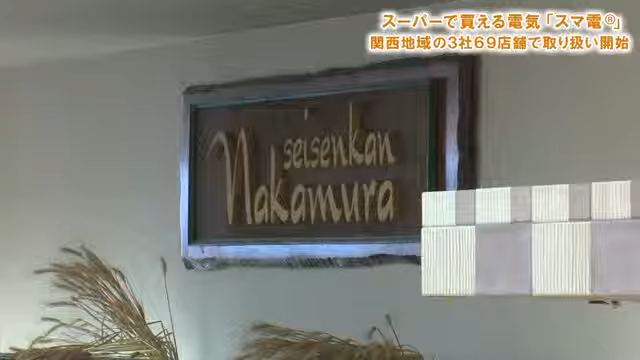 スーパーで買える電気「スマ電®」
関西地域の3社69店舗で取り扱い開始
seisenkan
Nakamura